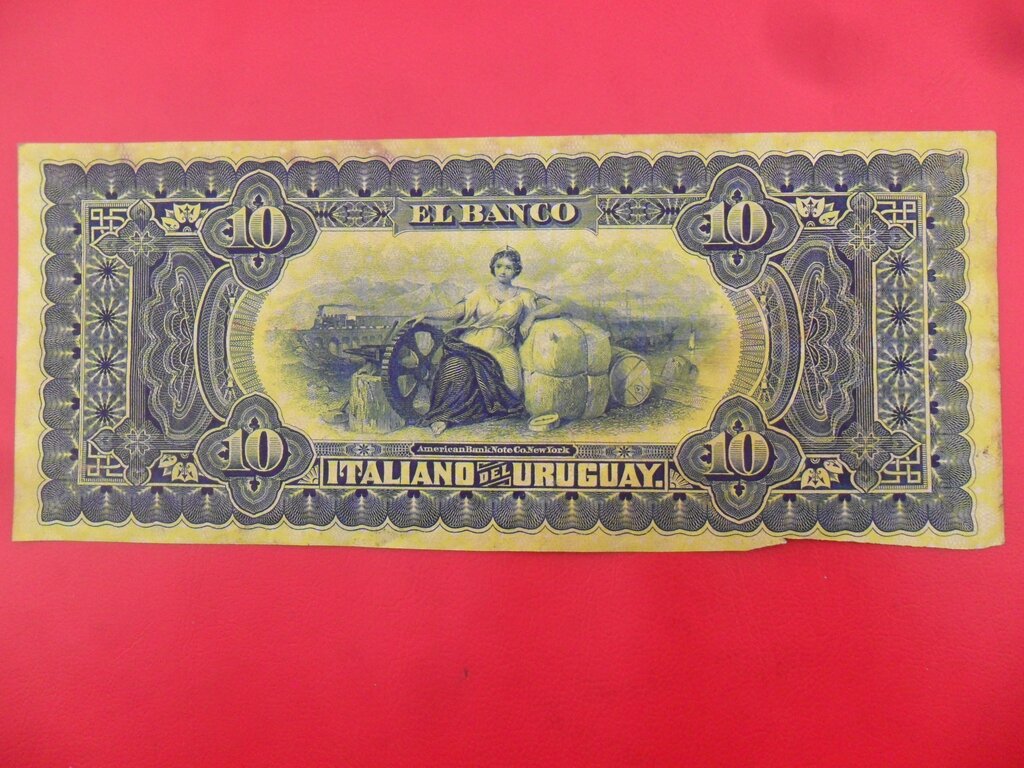 EL BANCO
10 10
10 10
American Bank Note Co. New York
ITALIANO DEL URUGUAY.